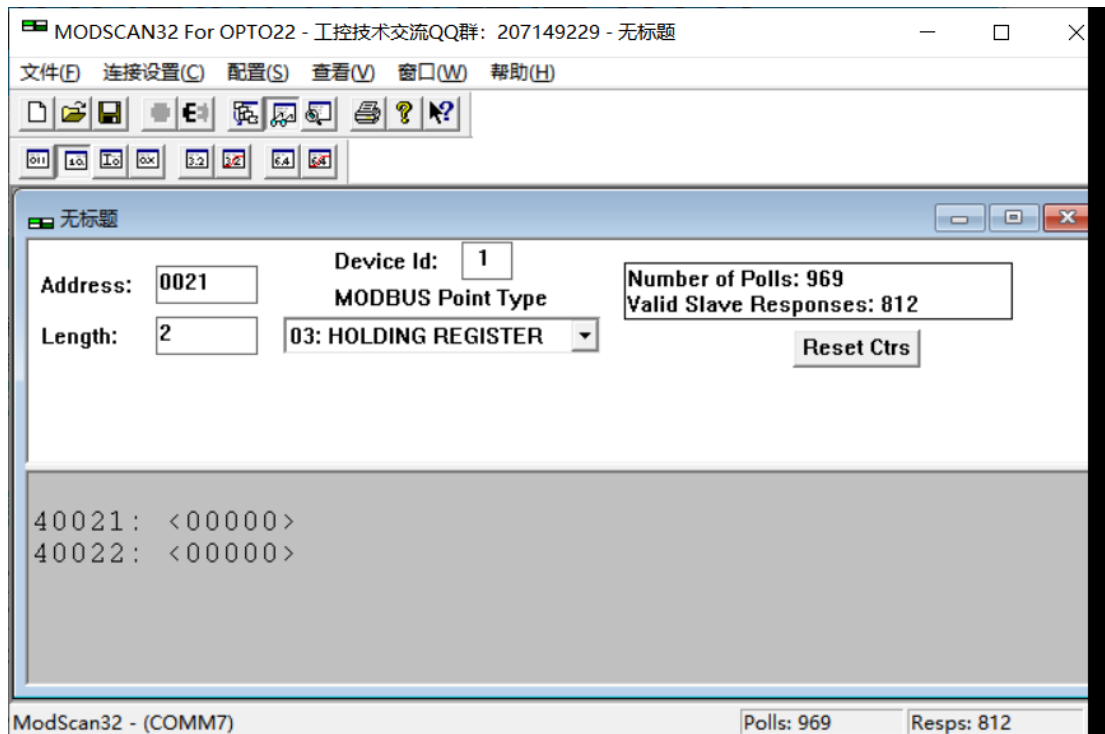 MODSCAN32 For OPTO22 - 工控技术交流QQ群：207149229 - 无标题
文件(F) 连接设置(C) 配置(S) 查看(V) 窗口(W) 帮助(H)
无标题
Address: 0021
Device Id: 1
MODBUS Point Type
Length: 2
03: HOLDING REGISTER
Number of Polls: 969
Valid Slave Responses: 812
Reset Ctrs
40021: <00000>
40022: <00000>
ModScan32 - (COMM7)
Polls: 969
Resps: 812